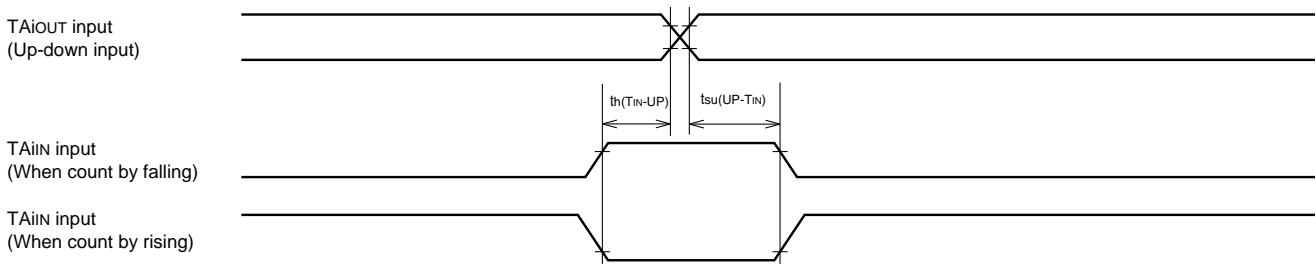 TAiOUT input
(Up-down input)
th(TIN-UP)
tsu(UP-TIN)
TAiIN input
(When count by falling)
TAiIN input
(When count by rising)